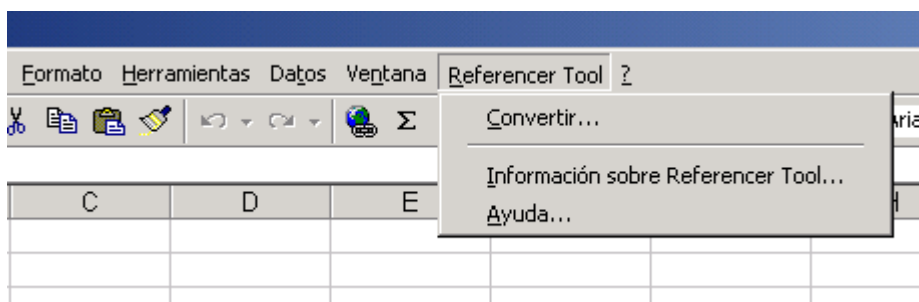 Formato Herramientas Datos Ventana Referencer Tool ?
Σ
Convertir...
Información sobre Referencer Tool...
Ayuda...
C D E H